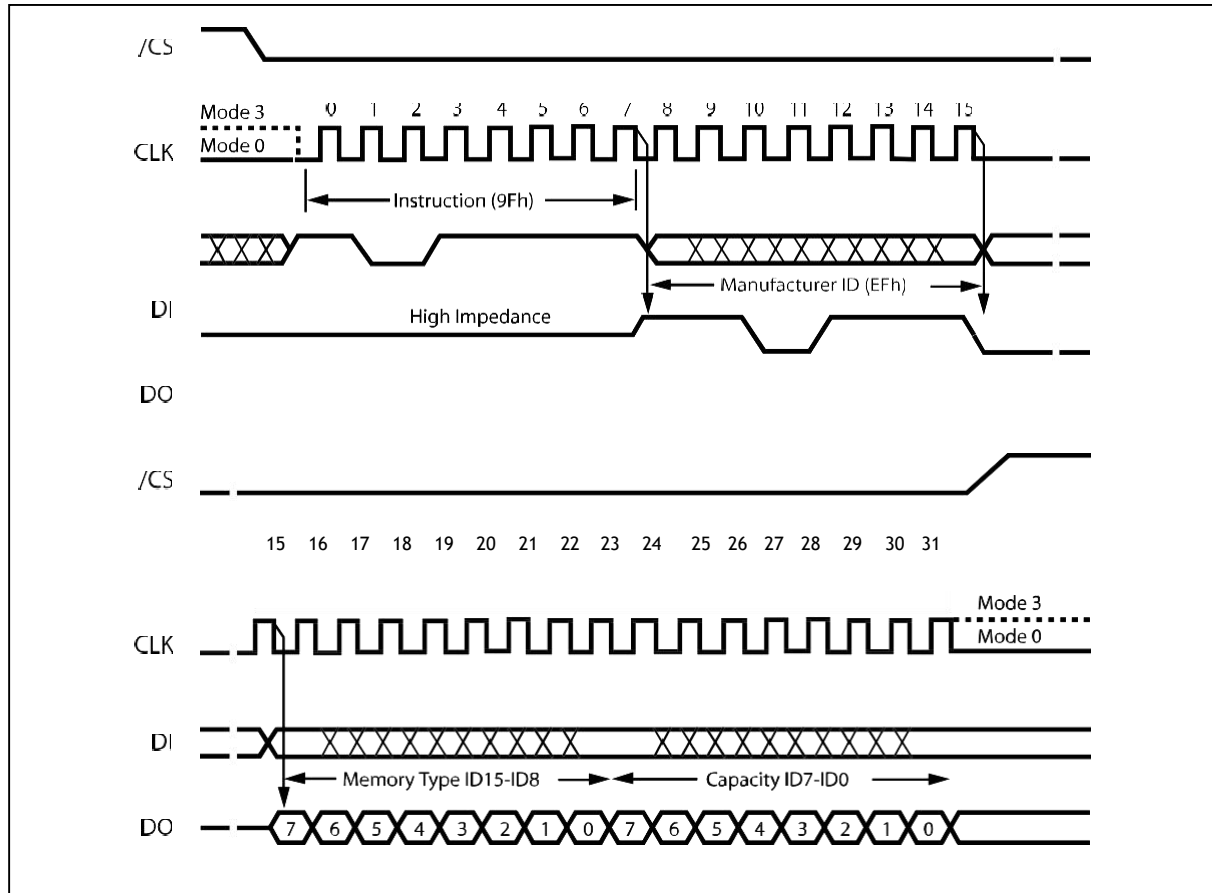 /CS
Mode 3
0 1 2 3 4 5 6 7 8 9 10 11 12 13 14 15
CLK
Mode 0
Instruction (9Fh)
Manufacturer ID (EFh)
DI
High Impedance
DO
/CS
15 16 17 18 19 20 21 22 23 24 25 26 27 28 29 30 31
Mode 3
CLK
Mode 0
DI
Memory Type ID15-ID8
Capacity ID7-ID0
DO
7 6 5 4 3 2 1 0 7 6 5 4 3 2 1 0